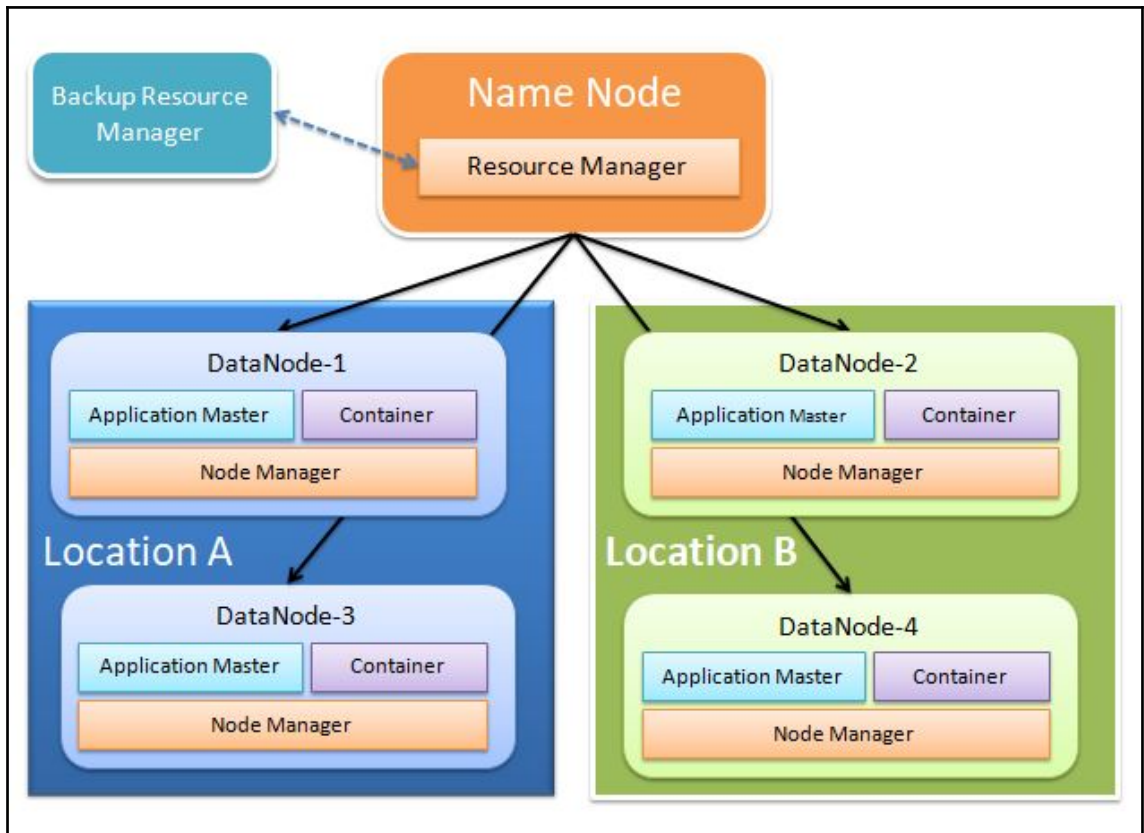 Backup Resource
Manager
Name Node
Resource Manager
DataNode-1
Application Master
Container
Node Manager
Location A
DataNode-3
Application Master
Container
Node Manager
DataNode-2
Application Master
Container
Node Manager
Location B
DataNode-4
Application Master
Container
Node Manager